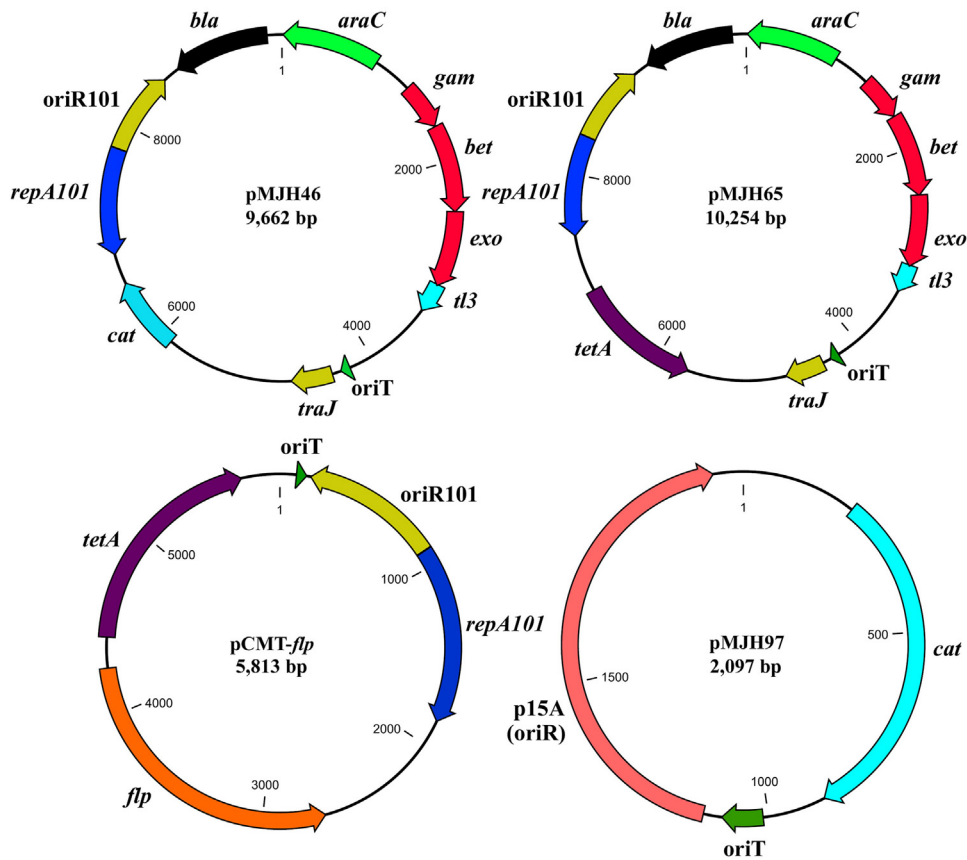 bla
araC
gam
bet
exo
tl3
oriT
traJ
cat
repA101
oriR101
1
2000
4000
6000
8000
pMJH46
9,662 bp
bla
araC
gam
bet
exo
tl3
oriT
traJ
tetA
repA101
oriR101
1
2000
4000
6000
8000
pMJH65
10,254 bp
oriT
oriR101
repA101
flp
tetA
1
1000
2000
3000
4000
5000
pCMT-flp
5,813 bp
cat
oriT
p15A
(oriR)
1
500
1000
1500
pMJH97
2,097 bp